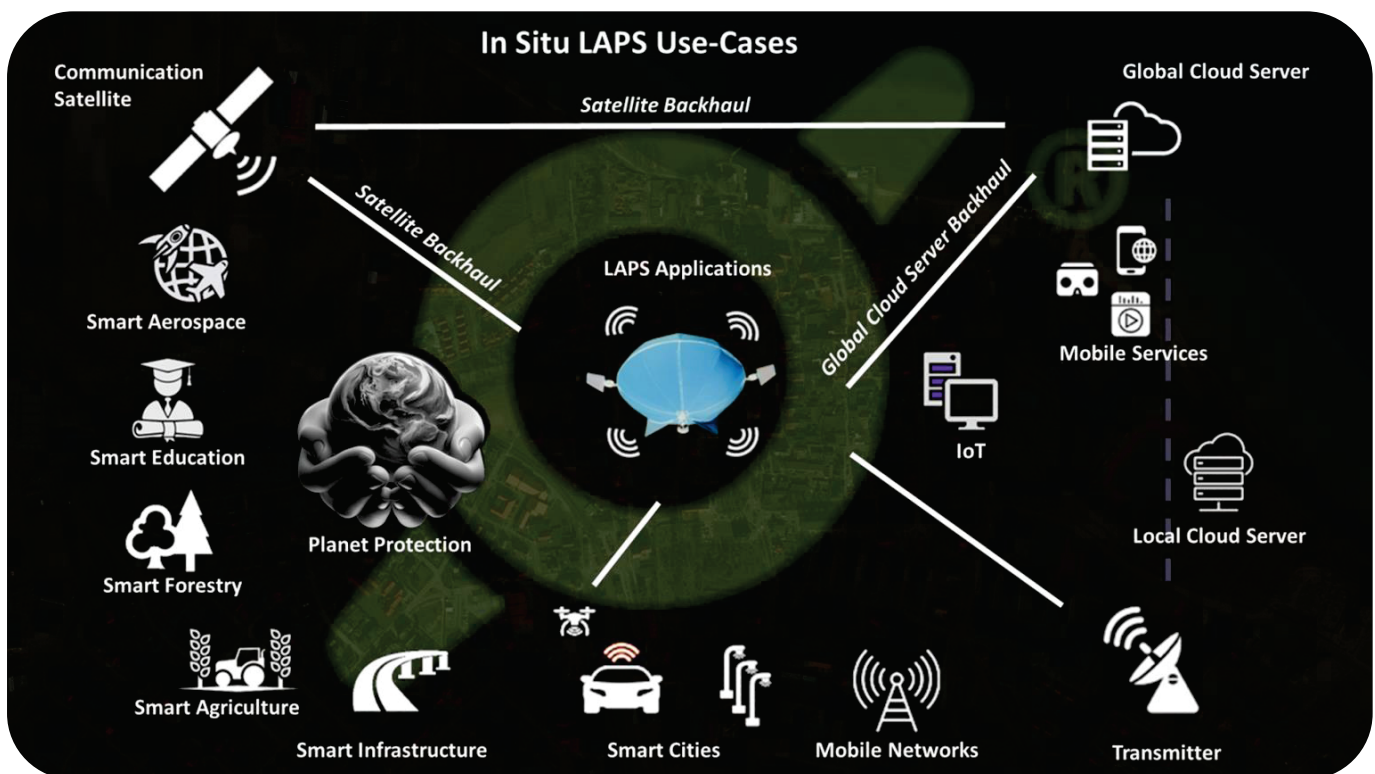 In Situ LAPS Use-Cases
Communication
Satellite
Global Cloud Server
Satellite Backhaul
Satellite Backhaul
Global Cloud Server Backhaul
R
LAPS Applications
Smart Aerospace
Mobile Services
Smart Education
IoT
Planet Protection
Local Cloud Server
Smart Forestry
Smart Agriculture
Smart Infrastructure
Smart Cities
Mobile Networks
Transmitter